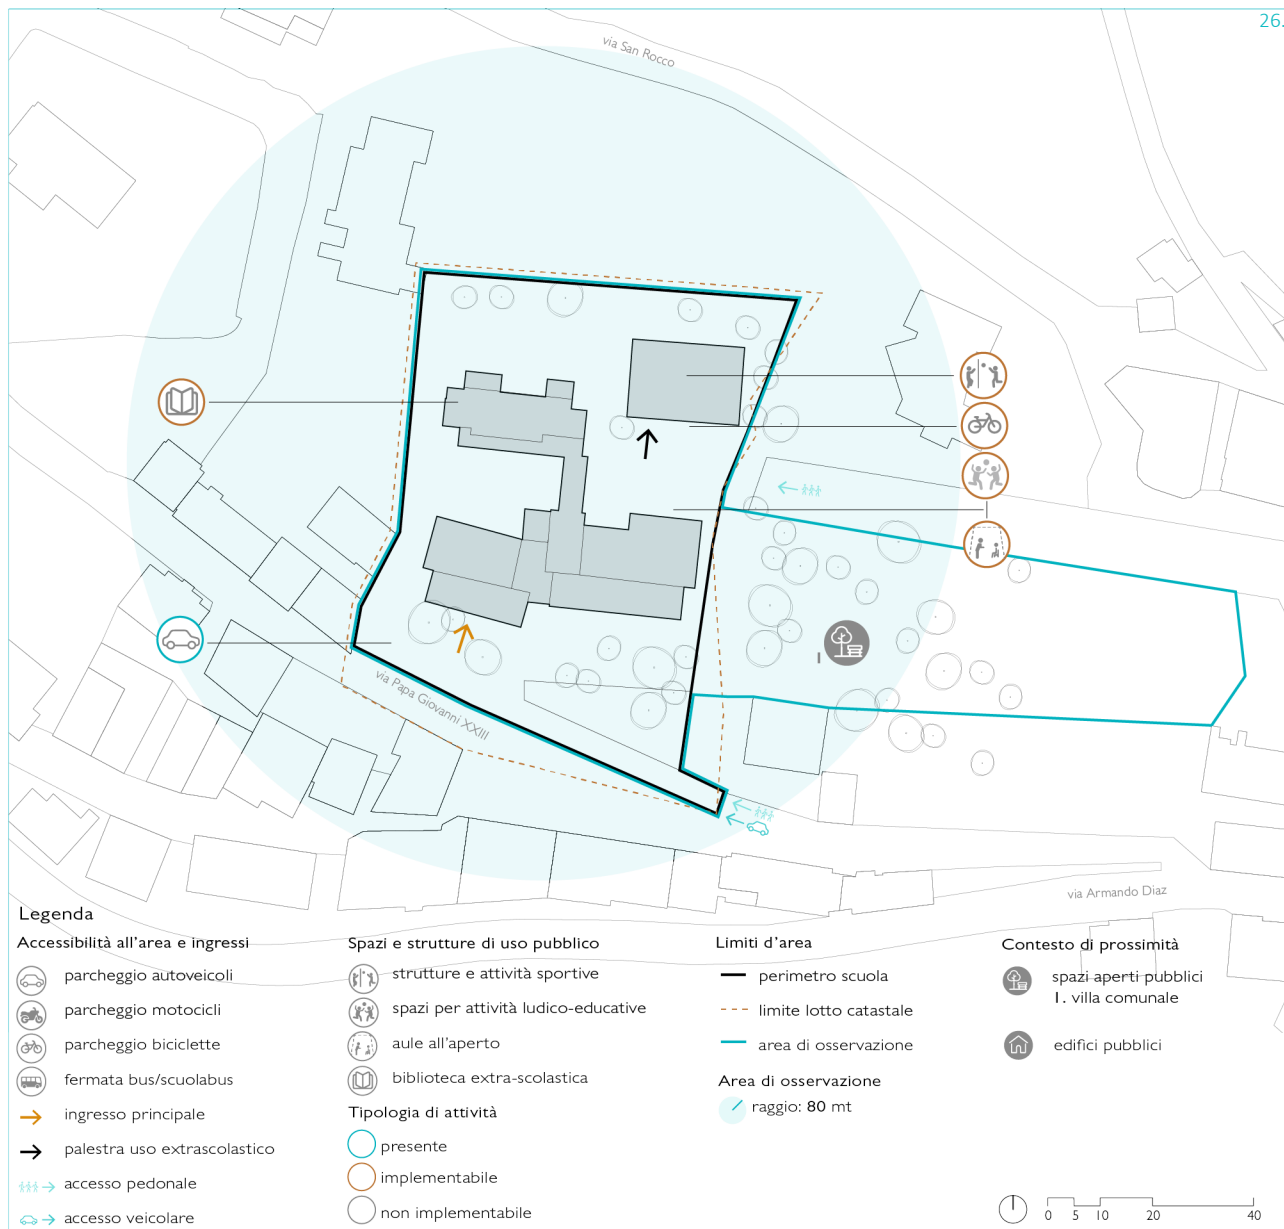 26.
via San Rocco
I
via Papa Giovanni XXIII
via Armando Diaz
Legenda
Accessibilità all'area e ingressi
parcheggio autoveicoli
parcheggio motocicli
parcheggio biciclette
fermata bus/scuolabus
ingresso principale
palestra uso extrascolastico
accesso pedonale
accesso veicolare
Spazi e strutture di uso pubblico
strutture e attività sportive
spazi per attività ludico-educative
aule all'aperto
biblioteca extra-scolastica
Tipologia di attività
presente
implementabile
non implementabile
Limiti d'area
perimetro scuola
limite lotto catastale
area di osservazione
Area di osservazione
raggio: 80 mt
Contesto di prossimità
spazi aperti pubblici
I. villa comunale
edifici pubblici
0 5 10 20 40